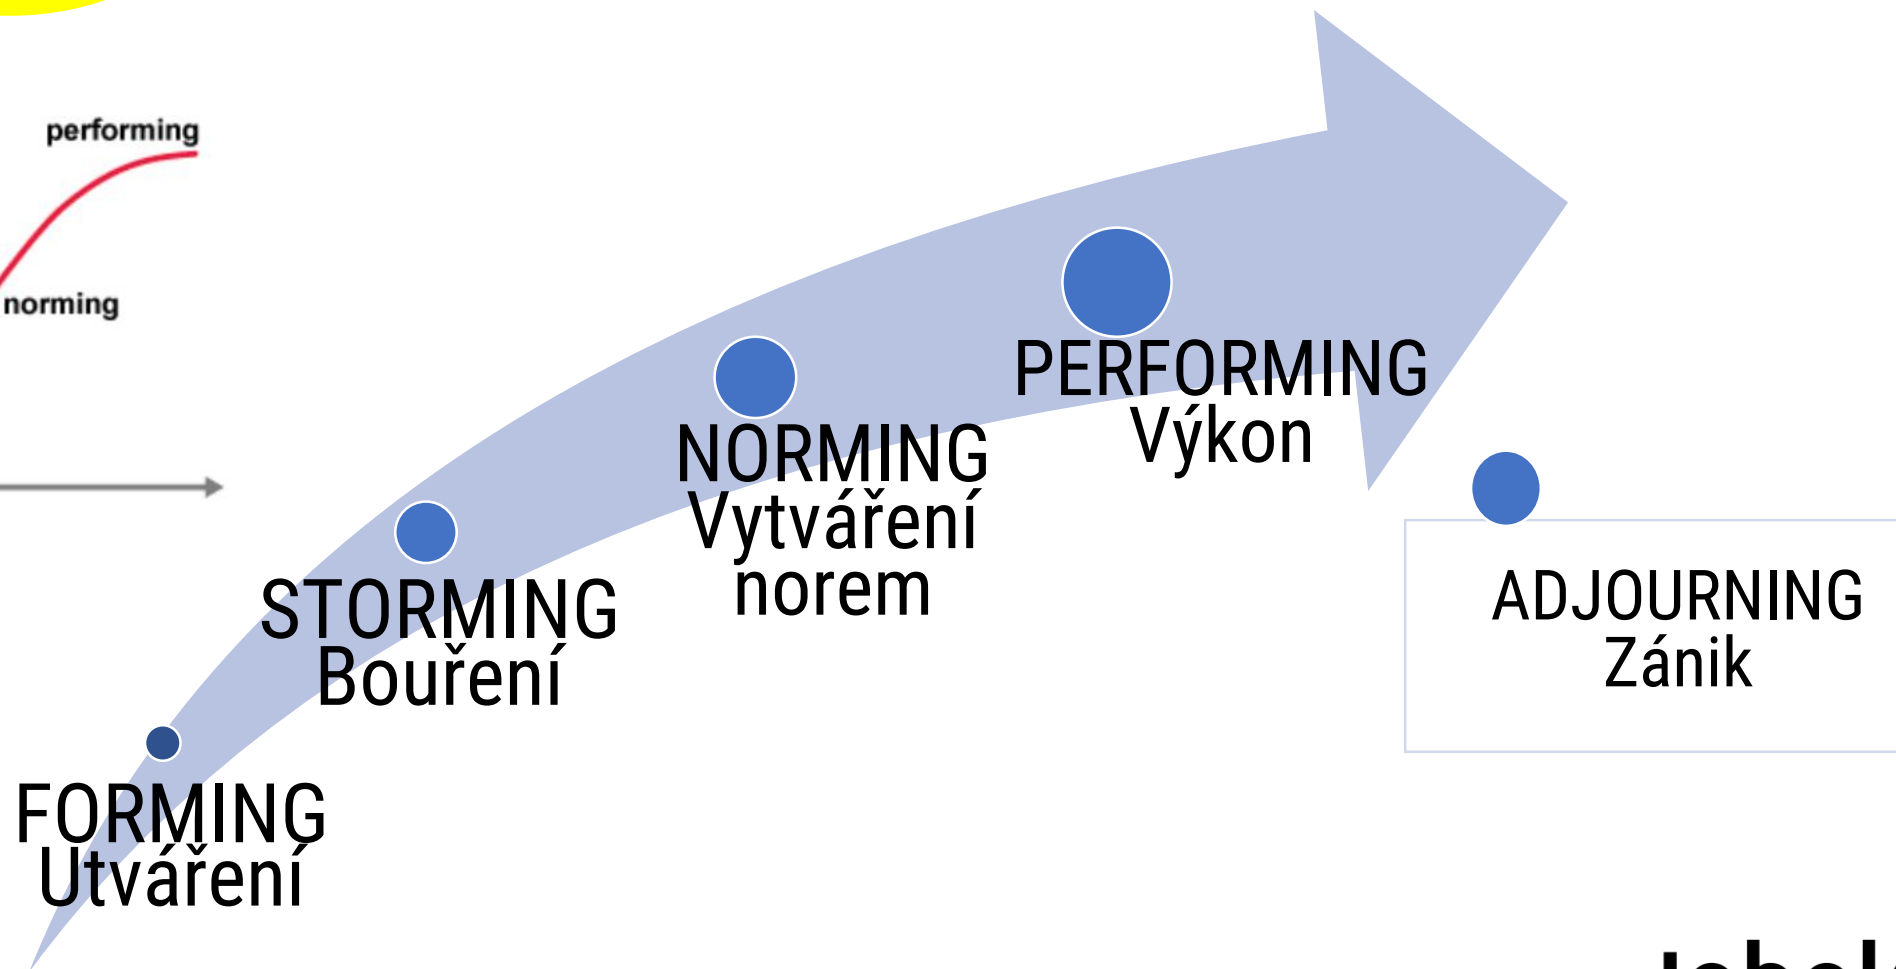 performing
norming
PERFORMING
Výkon
NORMING
Vytváření
norem
STORMING
Bouření
ADJOURNING
Zánik
FORMING
Utváření